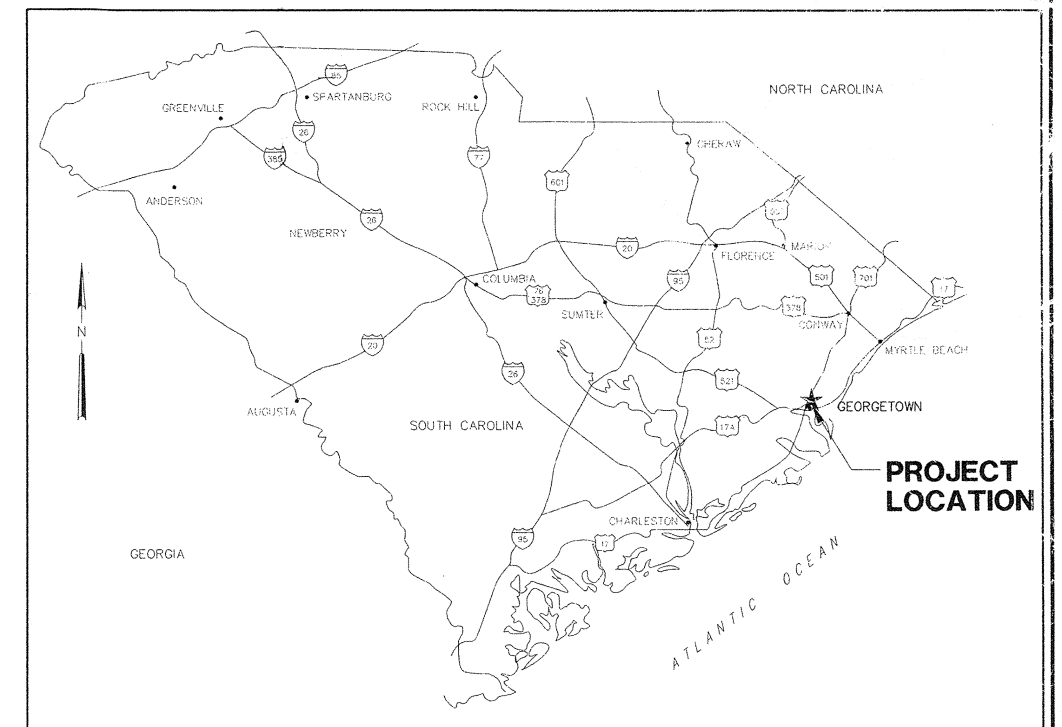 NORTH CAROLINA
85
GREENVILLE
SPARTANBURG
ROCK HILL
26
385
77
CHERAW
601
ANDERSON
NEWBERRY
26
20
FLORENCE
MARION
501
701
17
95
COLUMBIA
76
378
SUMTER
378
CONWAY
N
20
52
MYRTLE BEACH
26
521
AUGUSTA
SOUTH CAROLINA
17A
GEORGETOWN
PROJECT
LOCATION
CHARLESTON
95
17
GEORGIA
ATLANTIC OCEAN